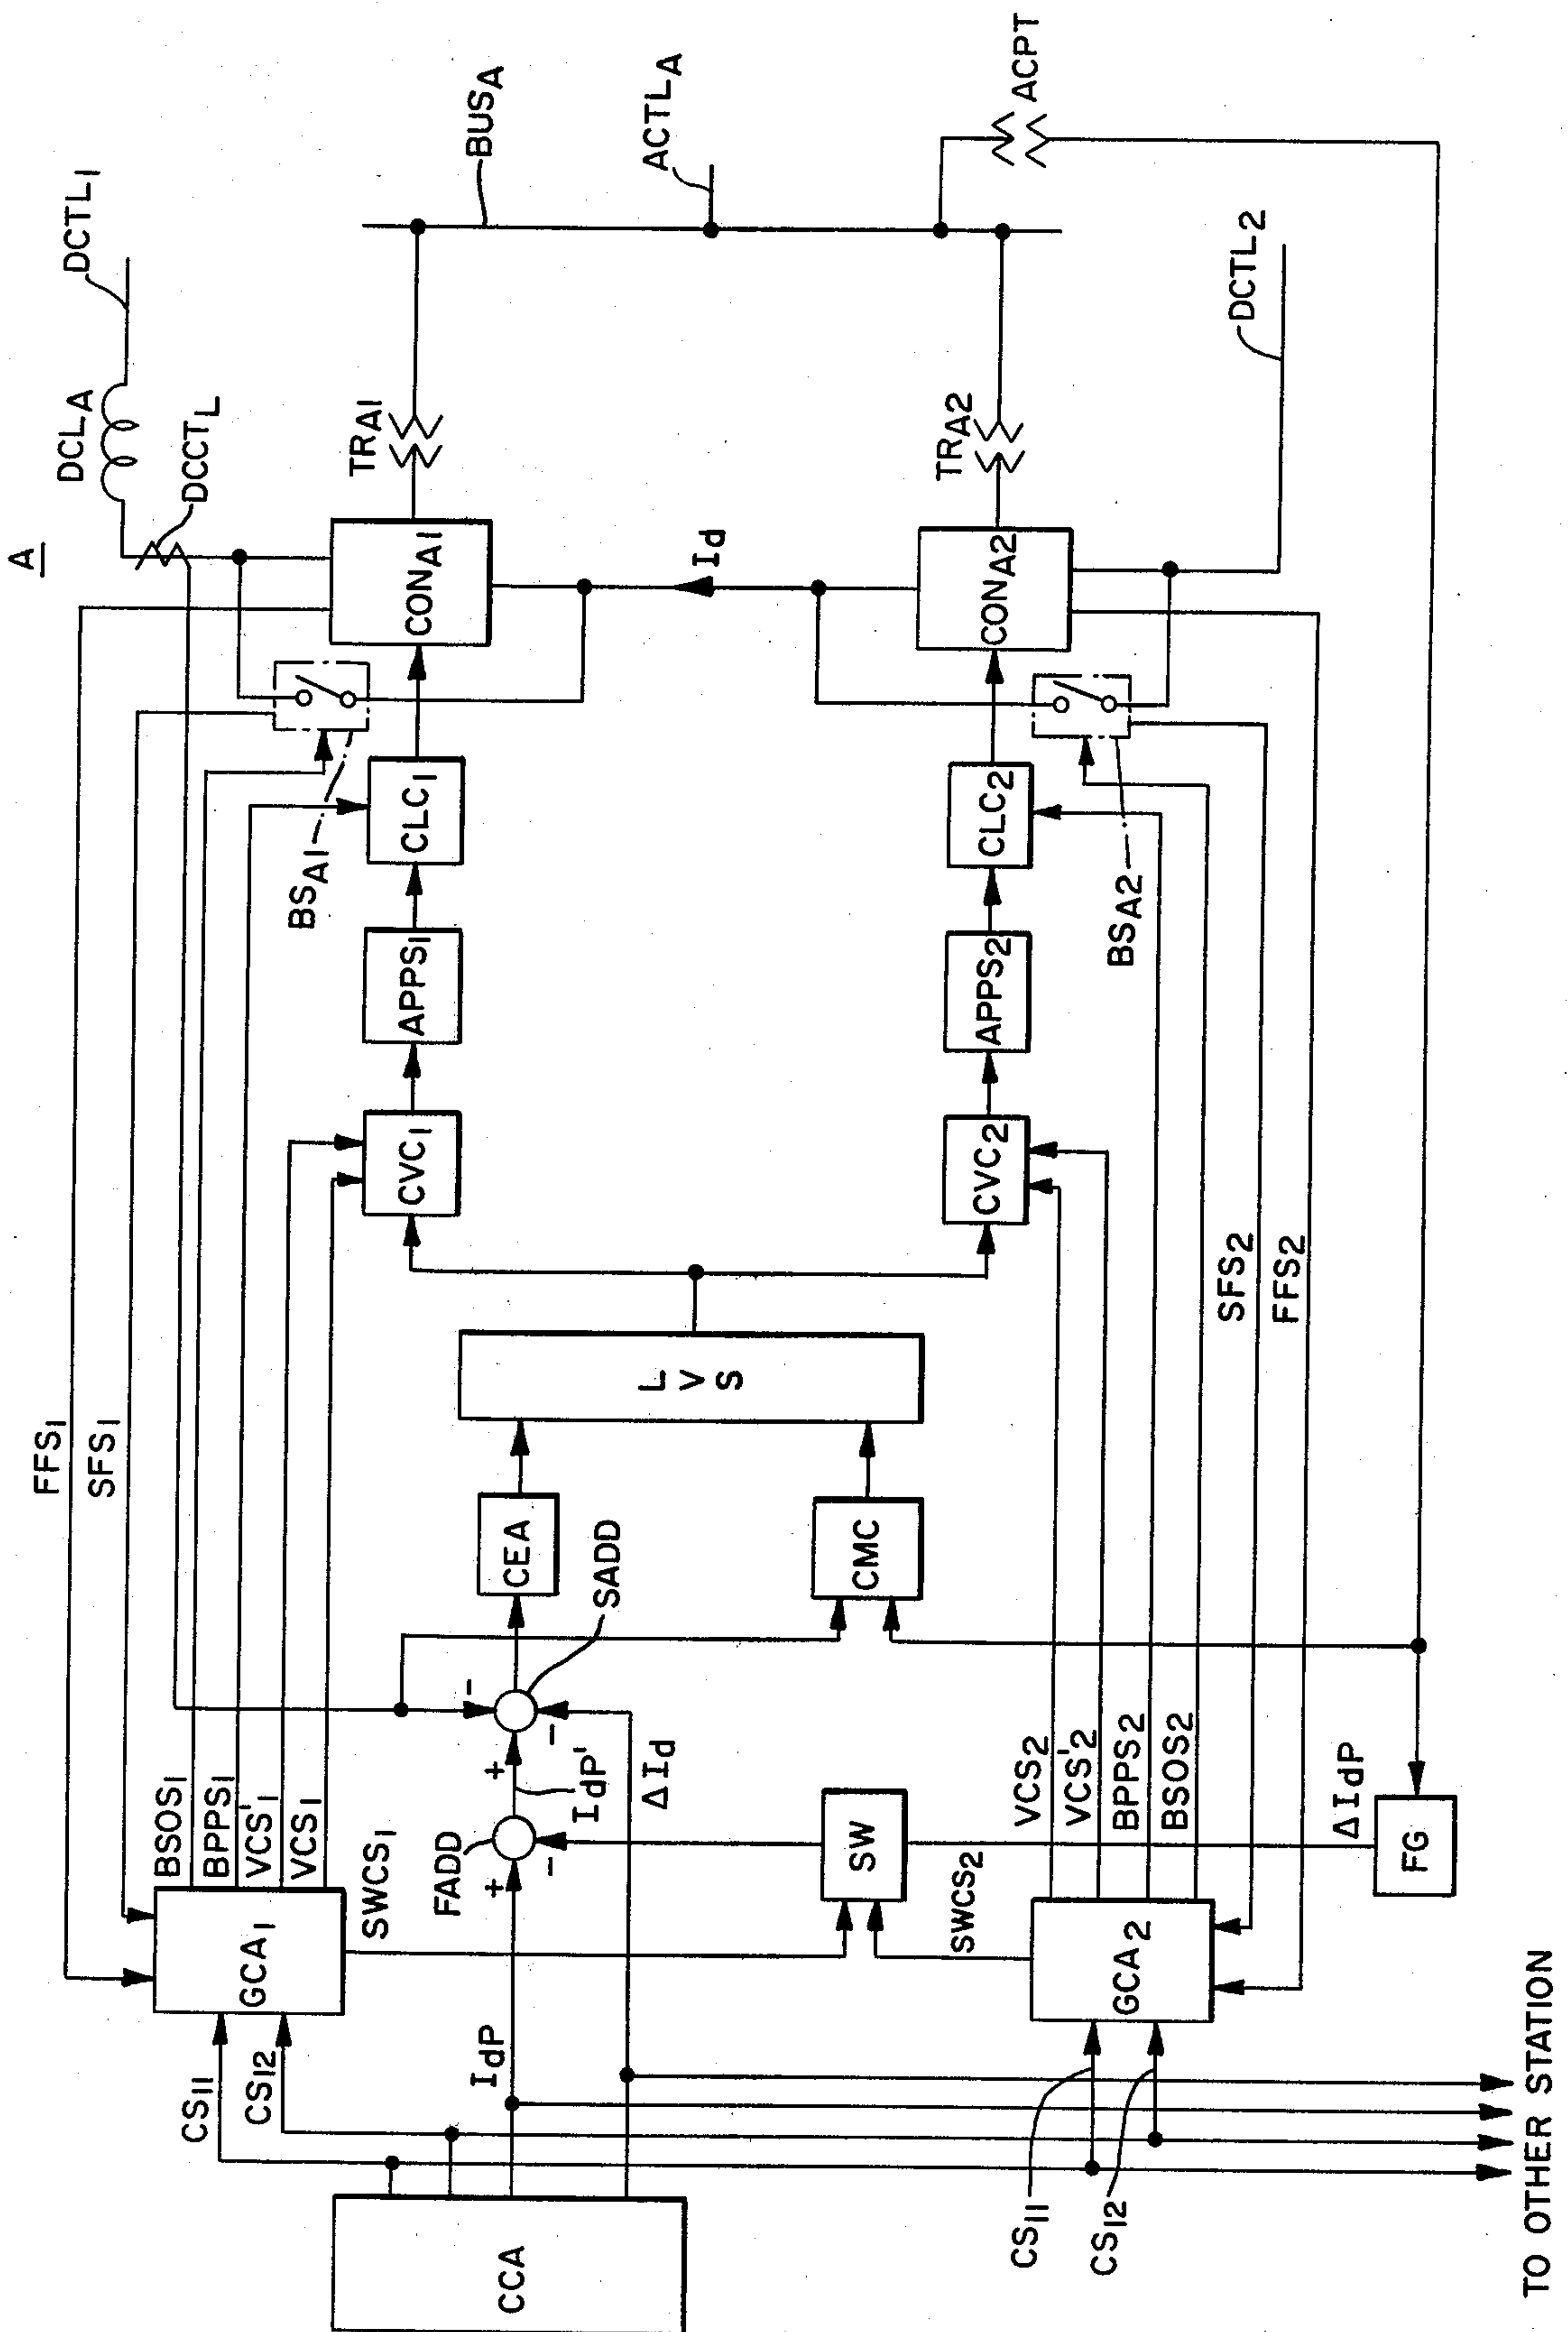 A
DCTL1
DCLA
DCCTL
BUSA
ACTLA
ACPT
TRA1
TRA2
DCTL2
CONA1
Id
CONA2
BSA1
CLC1
CLC2
BSA2
APPS1
APPS2
CVC1
CVC2
FFS1
SFS1
LVS
SFS2
FFS2
CEA
SADD
CMC
BSOS1
BPPS1
VCS'1
VCS1
-
+
-
IdP'
ΔId
VCS2
VCS'2
BPPS2
BSOS2
ΔIdP
FADD
+
-
SW
FG
GCA1
SWCS1
SWCS2
GCA2
CS11
CS12
IdP
CS11
CS12
CCA
TO OTHER STATION